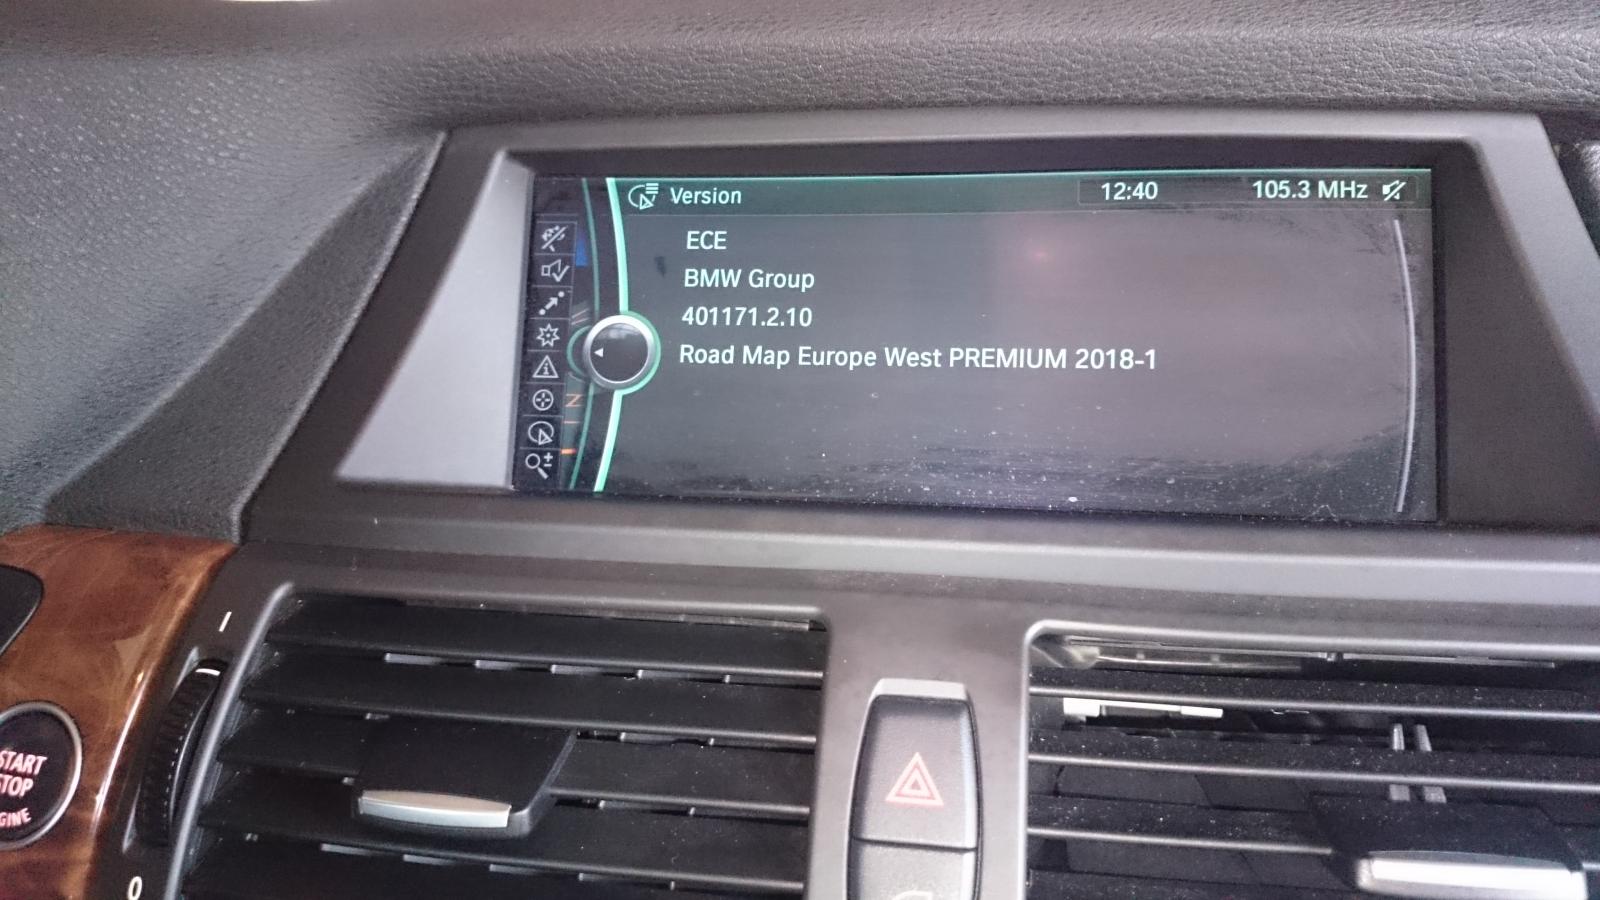 Version 12:40 105.3 MHz
ECE
BMW Group
401171.2.10
Road Map Europe West PREMIUM 2018-1
START
STOP
0